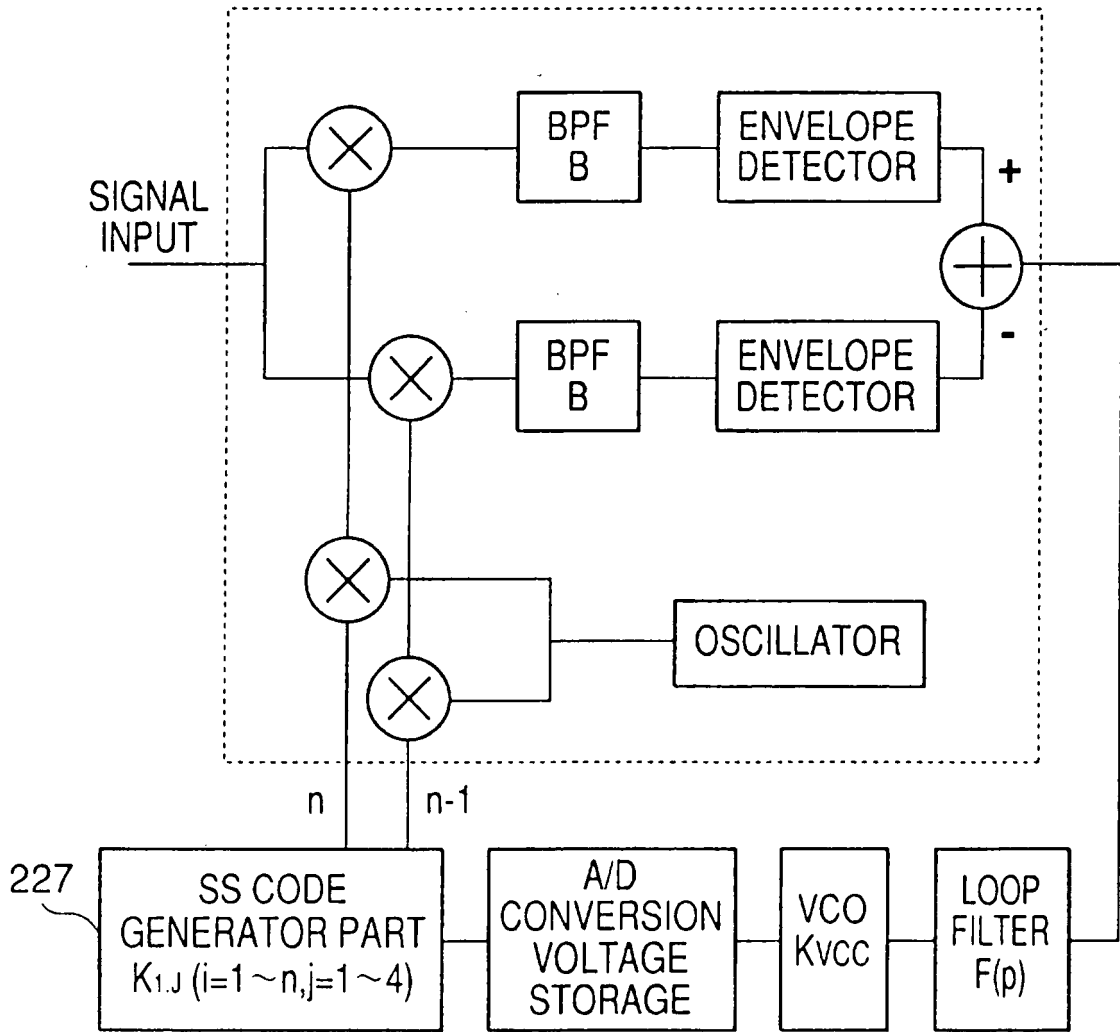 BPF
B
ENVELOPE
DETECTOR
+
SIGNAL
INPUT
BPF
B
ENVELOPE
DETECTOR
-
OSCILLATOR
n
n-1
227
SS CODE
GENERATOR PART
K1.J (i=1~n,j=1~4)
A/D
CONVERSION
VOLTAGE
STORAGE
VCO
KVCC
LOOP
FILTER
F(p)